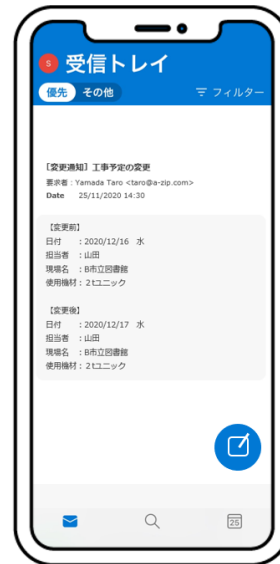 S
受信トレイ
優先 その他 フィルター
【変更通知】工事予定の変更
要求者：Yamada Taro <taro@a-zip.com>
Date 25/11/2020 14:30
【変更前】
日付 ：2020/12/16 水
担当者 ：山田
現場名 ：B市立図書館
使用機材：2tユニック
【変更後】
日付 ：2020/12/17 水
担当者 ：山田
現場名 ：B市立図書館
使用機材：2tユニック
25